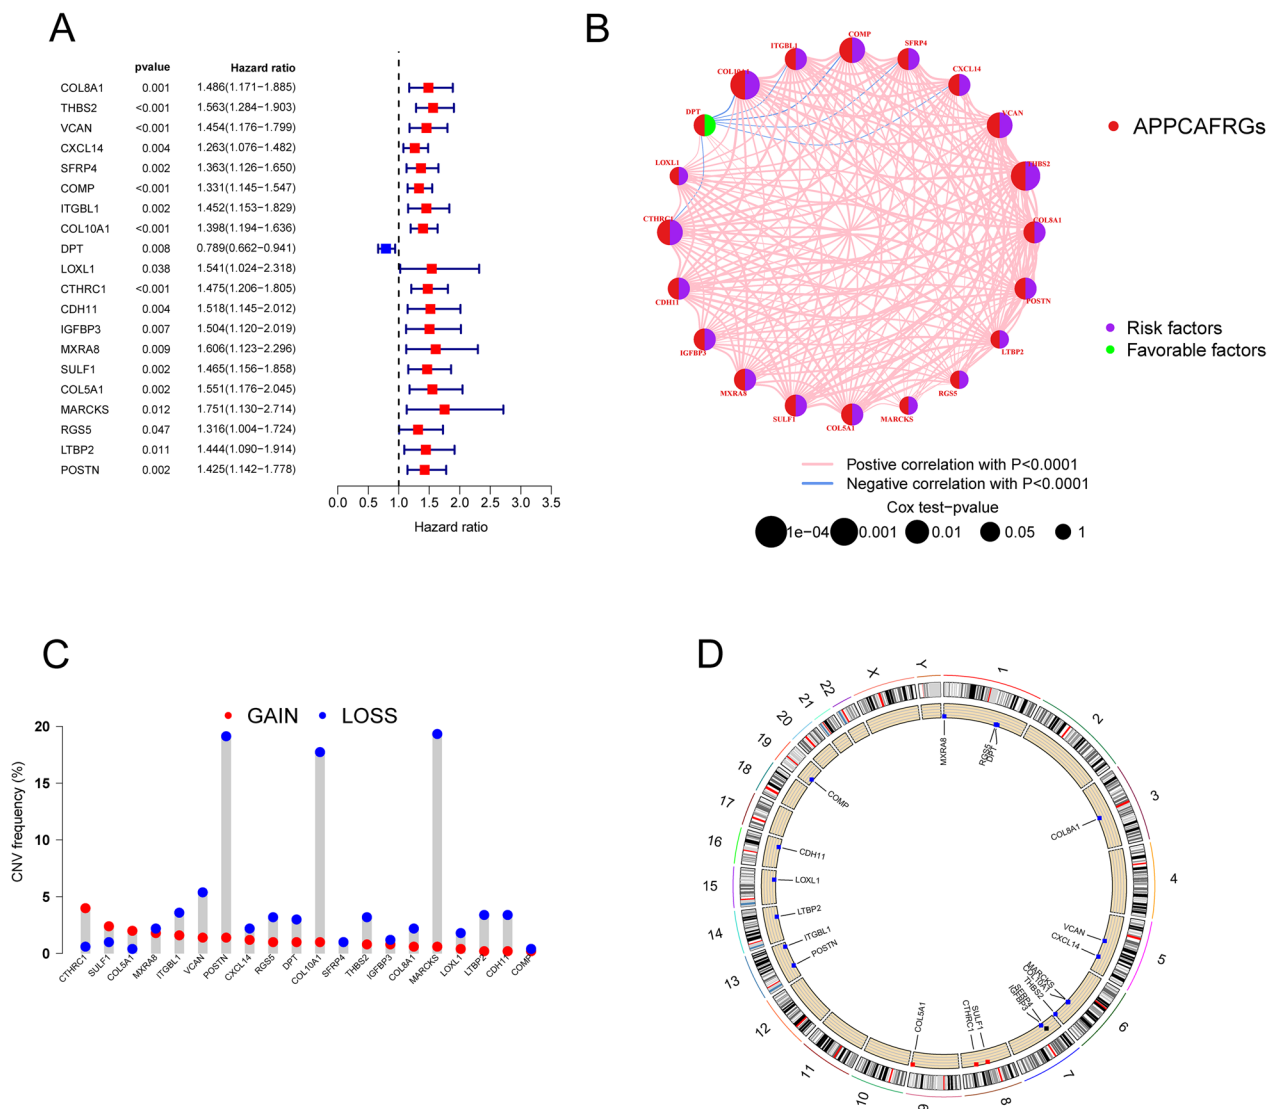 A
pvalue Hazard ratio
COL8A1 0.001 1.486(1.171−1.885)
THBS2 <0.001 1.563(1.284−1.903)
VCAN <0.001 1.454(1.176−1.799)
CXCL14 0.004 1.263(1.076−1.482)
SFRP4 0.002 1.363(1.126−1.650)
COMP <0.001 1.331(1.145−1.547)
ITGBL1 0.002 1.452(1.153−1.829)
COL10A1 <0.001 1.398(1.194−1.636)
DPT 0.008 0.789(0.662−0.941)
LOXL1 0.038 1.541(1.024−2.318)
CTHRC1 <0.001 1.475(1.206−1.805)
CDH11 0.004 1.518(1.145−2.012)
IGFBP3 0.007 1.504(1.120−2.019)
MXRA8 0.009 1.606(1.123−2.296)
SULF1 0.002 1.465(1.156−1.858)
COL5A1 0.002 1.551(1.176−2.045)
MARCKS 0.012 1.751(1.130−2.714)
RGS5 0.047 1.316(1.004−1.724)
LTBP2 0.011 1.444(1.090−1.914)
POSTN 0.002 1.425(1.142−1.778)
0.0 0.5 1.0 1.5 2.0 2.5 3.0 3.5
Hazard ratio
B
COMP
SFRP4
CXCL14
VCAN
THBS2
COL8A1
POSTN
LTBP2
RGS5
MARCKS
COL5A1
SULF1
MXRA8
IGFBP3
CDH11
CTHRC1
LOXL1
DPT
COL10A1
ITGBL1
APPCAFRGs
Risk factors
Favorable factors
Postive correlation with P<0.0001
Negative correlation with P<0.0001
Cox test−pvalue
1e−04 0.001 0.01 0.05 1
C
GAIN LOSS
CNV frequency (%)
20
15
10
5
0
CTHRC1 SULF1 COL5A1 MXRA8 ITGBL1 VCAN POSTN CXCL14 RGS5 DPT COL10A1 SFRP4 THBS2 IGFBP3 COL8A1 MARCKS LOXL1 LTBP2 CDH11 COMP
D
1
2
3
4
5
6
7
8
9
10
11
12
13
14
15
16
17
18
19
20
21
22
X
Y
MXRA8
RGS5
DPT
COL8A1
VCAN
CXCL14
MARCKS
COL10A1
THBS2
SFRP4
IGFBP3
SULF1
CTHRC1
COL5A1
POSTN
ITGBL1
LTBP2
LOXL1
CDH11
COMP